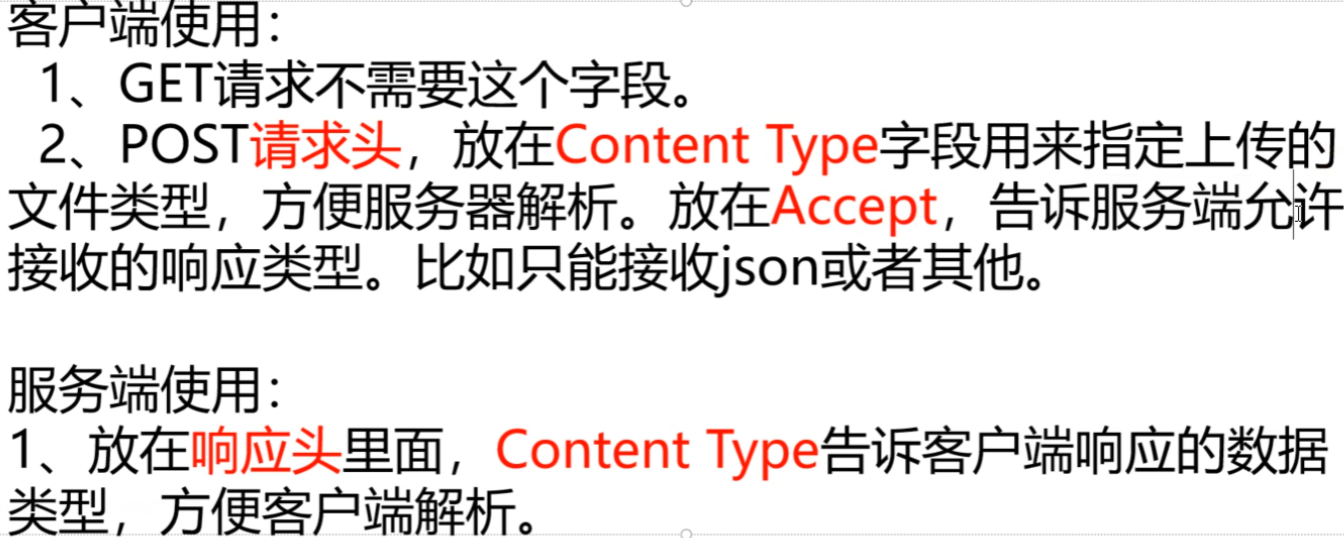 客户端使用：
1、GET请求不需要这个字段。
2、POST请求头，放在Content Type字段用来指定上传的
文件类型，方便服务器解析。放在Accept，告诉服务端允许
接收的响应类型。比如只能接收json或者其他。
服务端使用：
1、放在响应头里面，Content Type告诉客户端响应的数据
类型，方便客户端解析。